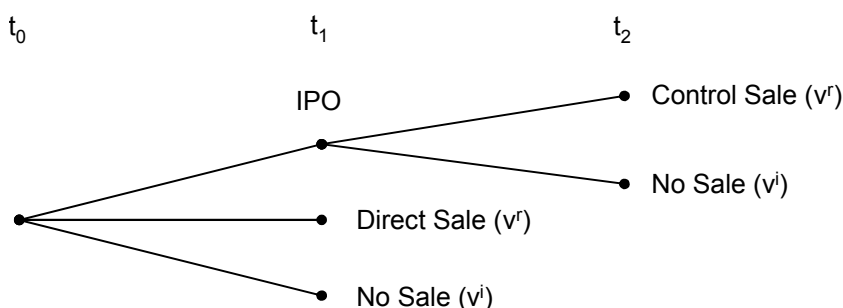 t₀ t₁ t₂
IPO
Control Sale (vʳ)
No Sale (vⁱ)
Direct Sale (vʳ)
No Sale (vⁱ)